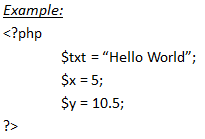 Example:
<?php
$txt = “Hello World”;
$x = 5;
$y = 10.5;
?>